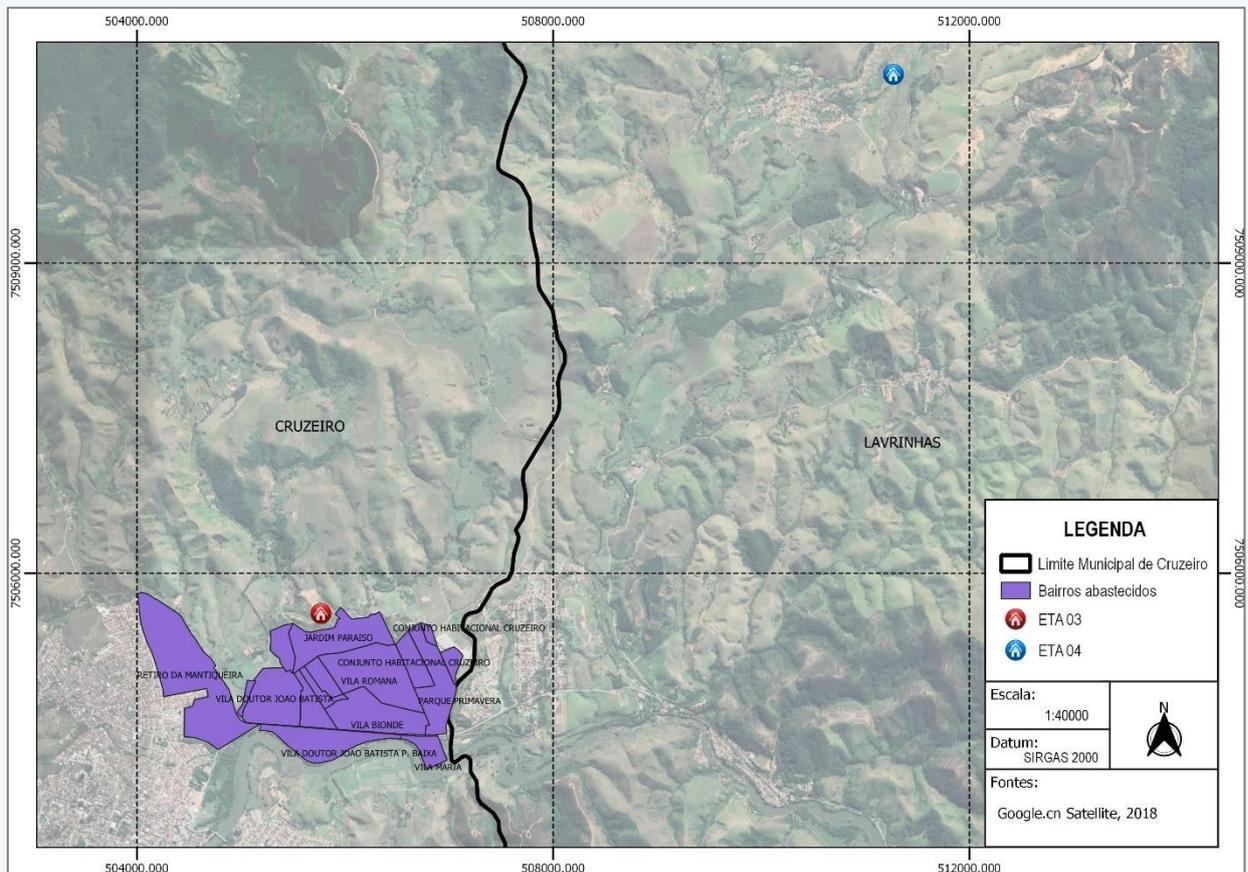 504000.000
508000.000
512000.000
7509000.000
7509000.000
CRUZEIRO
LAVRINHAS
7506000.000
7506000.000
CONJUNTO HABITACIONAL CRUZEIRO
JARDIM PARAISO
CONJUNTO HABITACIONAL CRUZEIRO
RETIRO DA MANTIQUEIRA
VILA ROMANA
VILA DOUTOR JOAO BATISTA
PARQUE PRIMAVERA
VILA BIONDE
VILA DOUTOR JOAO BATISTA P. BAIXA
VILA MARIA
LEGENDA
Limite Municipal de Cruzeiro
Bairros abastecidos
ETA 03
ETA 04
Escala:
1:40000
Datum:
SIRGAS 2000
N
Fontes:
Google.cn Satellite, 2018
504000.000
508000.000
512000.000